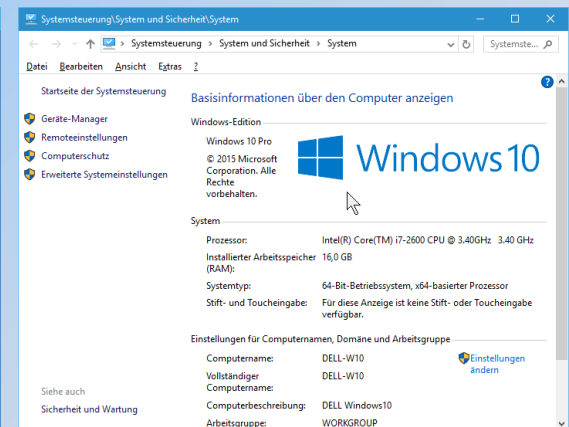 Systemsteuerung\System und Sicherheit\System
Systemsteuerung > System und Sicherheit > System
Systemste...
Datei Bearbeiten Ansicht Extras ?
Startseite der Systemsteuerung
Geräte-Manager
Remoteeinstellungen
Computerschutz
Erweiterte Systemeinstellungen
Siehe auch
Sicherheit und Wartung
?
Basisinformationen über den Computer anzeigen
Windows-Edition
Windows 10 Pro
© 2015 Microsoft
Corporation. Alle
Rechte
vorbehalten.
Windows 10
System
Prozessor: Intel(R) Core(TM) i7-2600 CPU @ 3.40GHz 3.40 GHz
Installierter Arbeitsspeicher 16,0 GB
(RAM):
Systemtyp: 64-Bit-Betriebssystem, x64-basierter Prozessor
Stift- und Toucheingabe: Für diese Anzeige ist keine Stift- oder Toucheingabe
verfügbar.
Einstellungen für Computernamen, Domäne und Arbeitsgruppe
Computername: DELL-W10 Einstellungen
ändern
Vollständiger DELL-W10
Computername:
Computerbeschreibung: DELL Windows10
Arbeitsgruppe: WORKGROUP